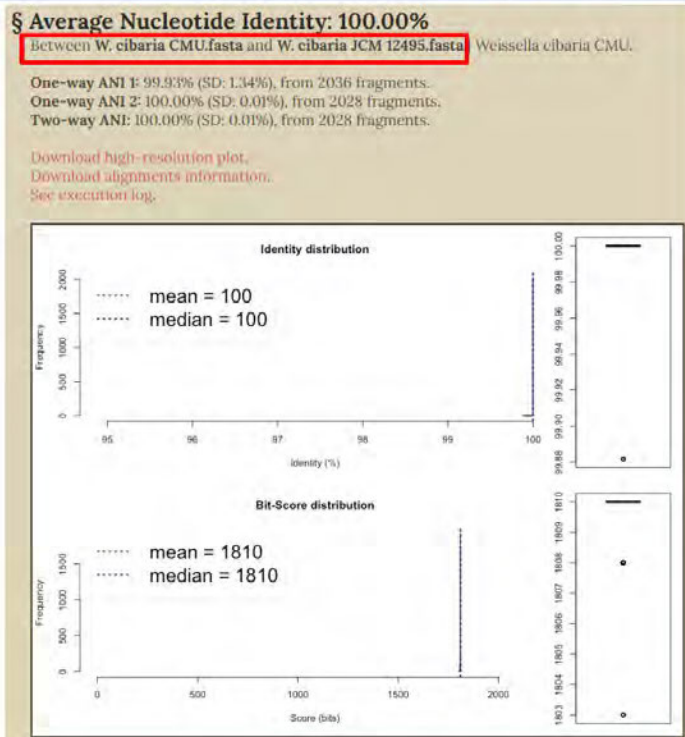 § Average Nucleotide Identity: 100.00%
Between W. cibaria CMU.fasta and W. cibaria JCM 12495.fasta Weissella cibaria CMU.
One-way ANI 1: 99.93% (SD: 1.34%), from 2036 fragments.
One-way ANI 2: 100.00% (SD: 0.01%), from 2028 fragments.
Two-way ANI: 100.00% (SD: 0.01%), from 2028 fragments.
Download high-resolution plot.
Download alignments information.
See execution log.
Identity distribution
mean = 100
median = 100
Frequency
2000
1500
1000
500
0
95 96 97 98 99 100
Identity (%)
100.00
99.98
99.96
99.94
99.92
99.90
99.88
Bit-Score distribution
mean = 1810
median = 1810
Frequency
1500
1000
500
0
0 500 1000 1500 2000
Score (bits)
1810
1809
1808
1807
1806
1805
1804
1803